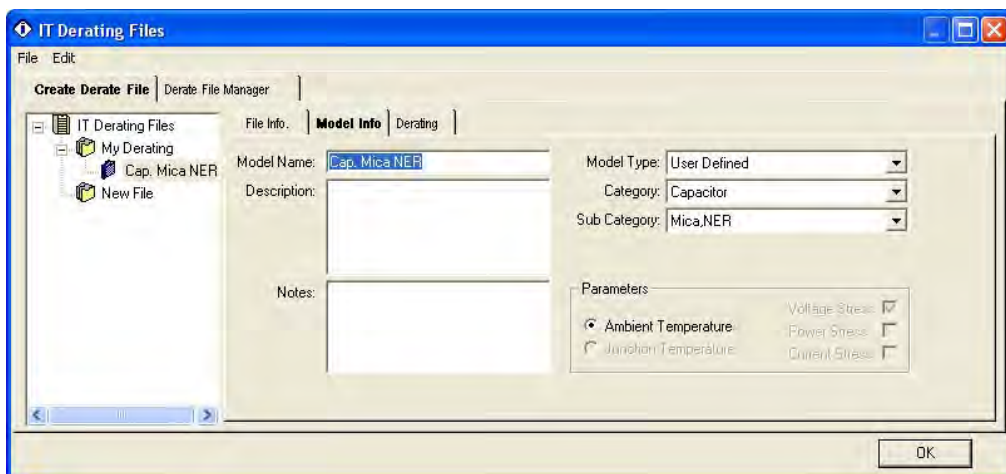 IT Derating Files
File Edit
Create Derate File Derate File Manager
IT Derating Files
My Derating
Cap. Mica NER
New File
File Info. Model Info Derating
Model Name: Cap. Mica NER
Description:
Notes:
Model Type: User Defined
Category: Capacitor
Sub Category: Mica,NER
Parameters
Ambient Temperature
Junction Temperature
Voltage Stress
Power Stress
Current Stress
OK